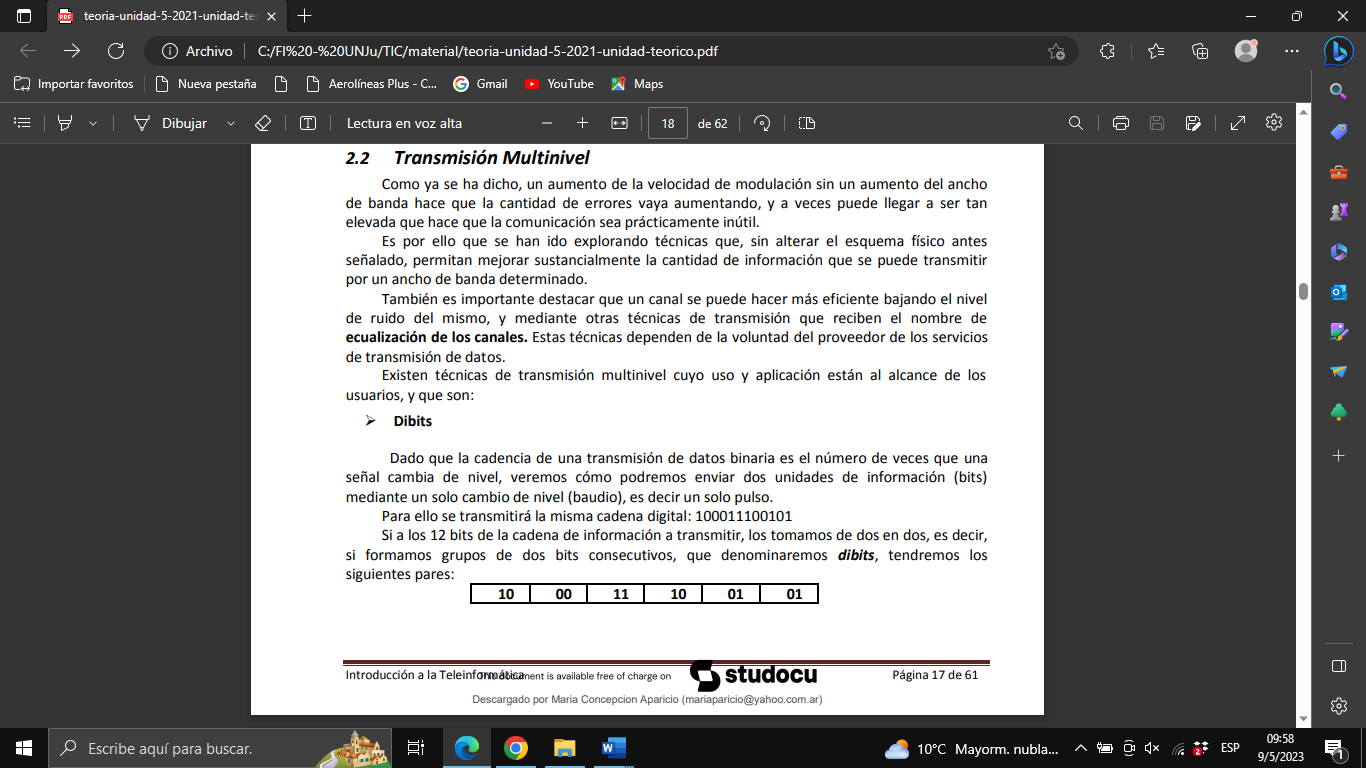 teoria-unidad-5-2021-unidad-te
Archivo
C:/FI%20-%20UNJu/TIC/material/teoria-unidad-5-2021-unidad-teorico.pdf
Importar favoritos
Nueva pestaña
Aerolíneas Plus - C...
Gmail
YouTube
Maps
Dibujar
Lectura en voz alta
18
de 62
2.2 Transmisión Multinivel
Como ya se ha dicho, un aumento de la velocidad de modulación sin un aumento del ancho
de banda hace que la cantidad de errores vaya aumentando, y a veces puede llegar a ser tan
elevada que hace que la comunicación sea prácticamente inútil.
Es por ello que se han ido explorando técnicas que, sin alterar el esquema físico antes
señalado, permitan mejorar sustancialmente la cantidad de información que se puede transmitir
por un ancho de banda determinado.
También es importante destacar que un canal se puede hacer más eficiente bajando el nivel
de ruido del mismo, y mediante otras técnicas de transmisión que reciben el nombre de
ecualización de los canales. Estas técnicas dependen de la voluntad del proveedor de los servicios
de transmisión de datos.
Existen técnicas de transmisión multinivel cuyo uso y aplicación están al alcance de los
usuarios, y que son:
➢ Dibits
Dado que la cadencia de una transmisión de datos binaria es el número de veces que una
señal cambia de nivel, veremos cómo podremos enviar dos unidades de información (bits)
mediante un solo cambio de nivel (baudio), es decir un solo pulso.
Para ello se transmitirá la misma cadena digital: 100011100101
Si a los 12 bits de la cadena de información a transmitir, los tomamos de dos en dos, es decir,
si formamos grupos de dos bits consecutivos, que denominaremos dibits, tendremos los
siguientes pares:
10 00 11 10 01 01
Introducción a la Teleinformática
This document is available free of charge on
studocu
Página 17 de 61
Descargado por Maria Concepcion Aparicio (mariaparicio@yahoo.com.ar)
Escribe aquí para buscar.
10°C Mayorm. nubla...
ESP
09:58
9/5/2023
1
2